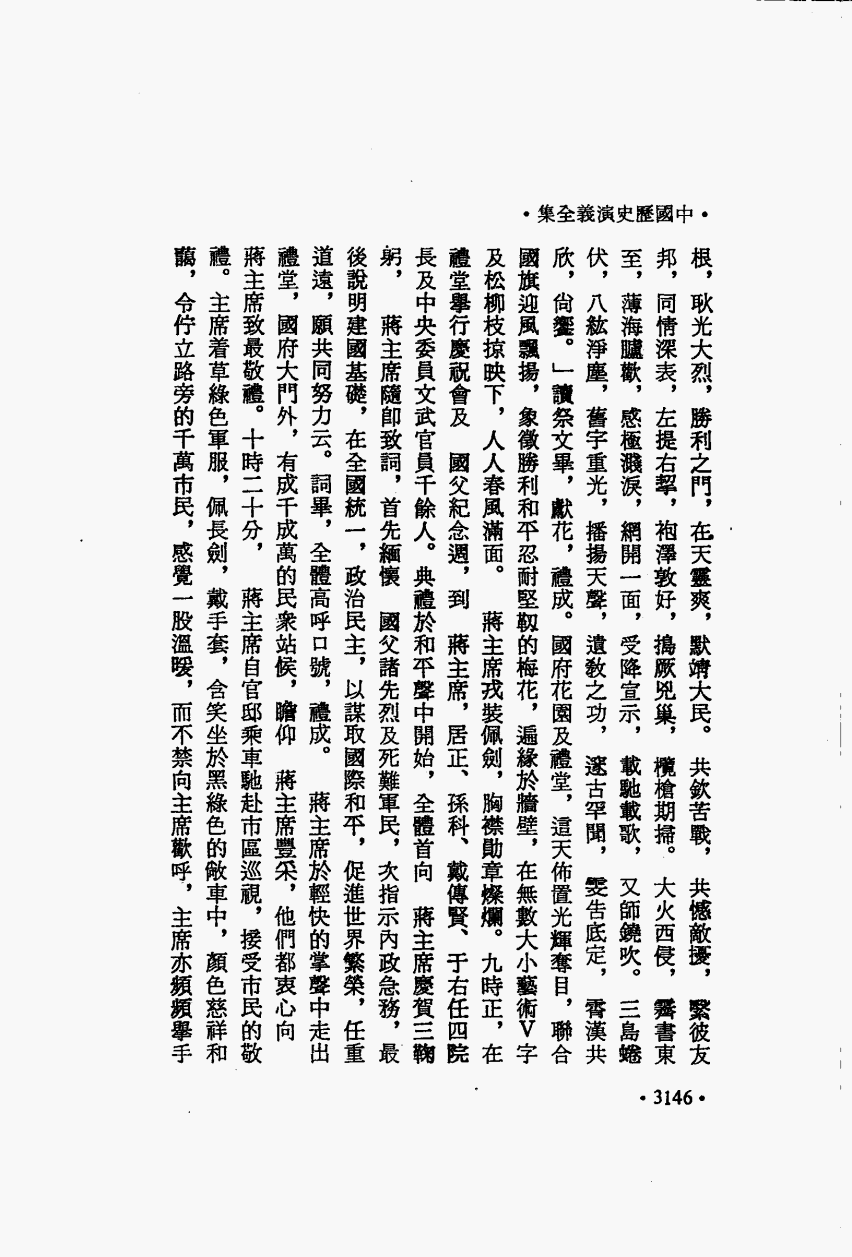 •中國歷史演義全集•
根，耿光大烈，勝利之門，在天靈爽，默靖大民。共欽苦戰，共憾敵擾，繄彼友
邦，同情深表，左提右挈，袍澤敦好，搗厥兇巢，欃槍期掃。大火西侵，露書東
至，薄海臚歡，感極濺淚，網開一面，受降宣示，載馳載歌，又師鐃吹。三島蜷
伏，八紘淨塵，舊宇重光，播揚天聲，遺敎之功，邃古罕聞，雯告底定，霄漢共
欣，尙饗。」讀祭文畢，獻花，禮成。國府花園及禮堂，這天佈置光輝奪目，聯合
國旗迎風飄揚，象徵勝利和平忍耐堅韌的梅花，遍緣於牆壁，在無數大小藝術Ｖ字
及松柳枝掠映下，人人春風滿面。　蔣主席戎裝佩劍，胸襟勛章燦爛。九時正，在
禮堂舉行慶祝會及　國父紀念週，到　蔣主席，居正、孫科、戴傳賢、于右任四院
長及中央委員文武官員千餘人。典禮於和平聲中開始，全體首向　蔣主席慶賀三鞠
躬，　蔣主席隨卽致詞，首先緬懷　國父諸先烈及死難軍民，次指示內政急務，最
後說明建國基礎，在全國統一，政治民主，以謀取國際和平，促進世界繁榮，任重
道遠，願共同努力云。詞畢，全體高呼口號，禮成。　蔣主席於輕快的掌聲中走出
禮堂，國府大門外，有成千成萬的民衆站候，瞻仰　蔣主席豐采，他們都衷心向
蔣主席致最敬禮。十時二十分，　蔣主席自官邸乘車馳赴市區巡視，接受市民的敬
禮。主席着草綠色軍服，佩長劍，戴手套，含笑坐於黑綠色的敞車中，顏色慈祥和
藹，令佇立路旁的千萬市民，感覺一股溫暖，而不禁向主席歡呼，主席亦頻頻舉手
•3146•